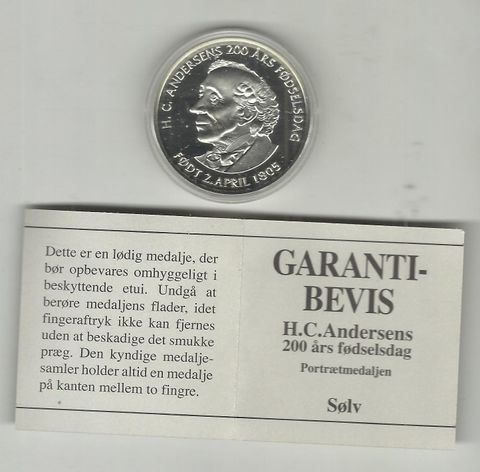 H. C. ANDERSENS 200 ÅRS FØDSELSDAG
FØDT 2. APRIL 1805
Dette er en lødig medalje, der
bør opbevares omhyggeligt i
beskyttende etui. Undgå at
berøre medaljens flader, idet
fingeraftryk ikke kan fjernes
uden at beskadige det smukke
præg. Den kyndige medalje-
samler holder altid en medalje
på kanten mellem to fingre.
GARANTI-
BEVIS
H.C.Andersens
200 års fødselsdag
Portrætmedaljen
Sølv